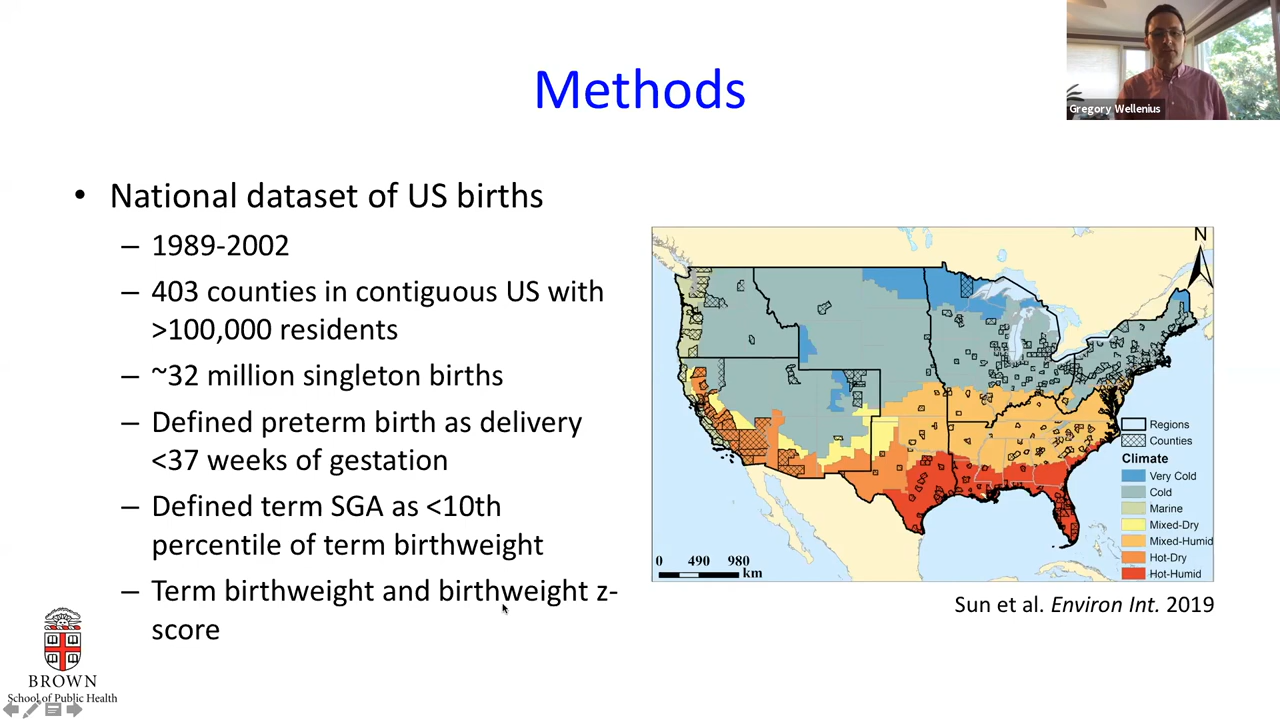 Methods
Gregory Wellenius
• National dataset of US births
– 1989-2002
– 403 counties in contiguous US with
>100,000 residents
– ~32 million singleton births
– Defined preterm birth as delivery
<37 weeks of gestation
– Defined term SGA as <10th
percentile of term birthweight
– Term birthweight and birthweight z-
score
N
Regions
Counties
Climate
Very Cold
Cold
Marine
Mixed-Dry
Mixed-Humid
Hot-Dry
Hot-Humid
0 490 980
km
Sun et al. Environ Int. 2019
BROWN
School of Public Health